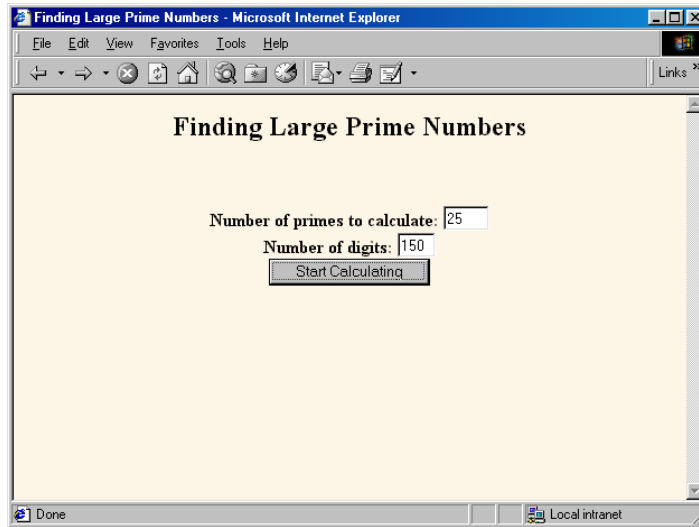 Finding Large Prime Numbers - Microsoft Internet Explorer
File Edit View Favorites Tools Help
Links »
Finding Large Prime Numbers
Number of primes to calculate: 25
Number of digits: 150
Start Calculating
Done Local intranet